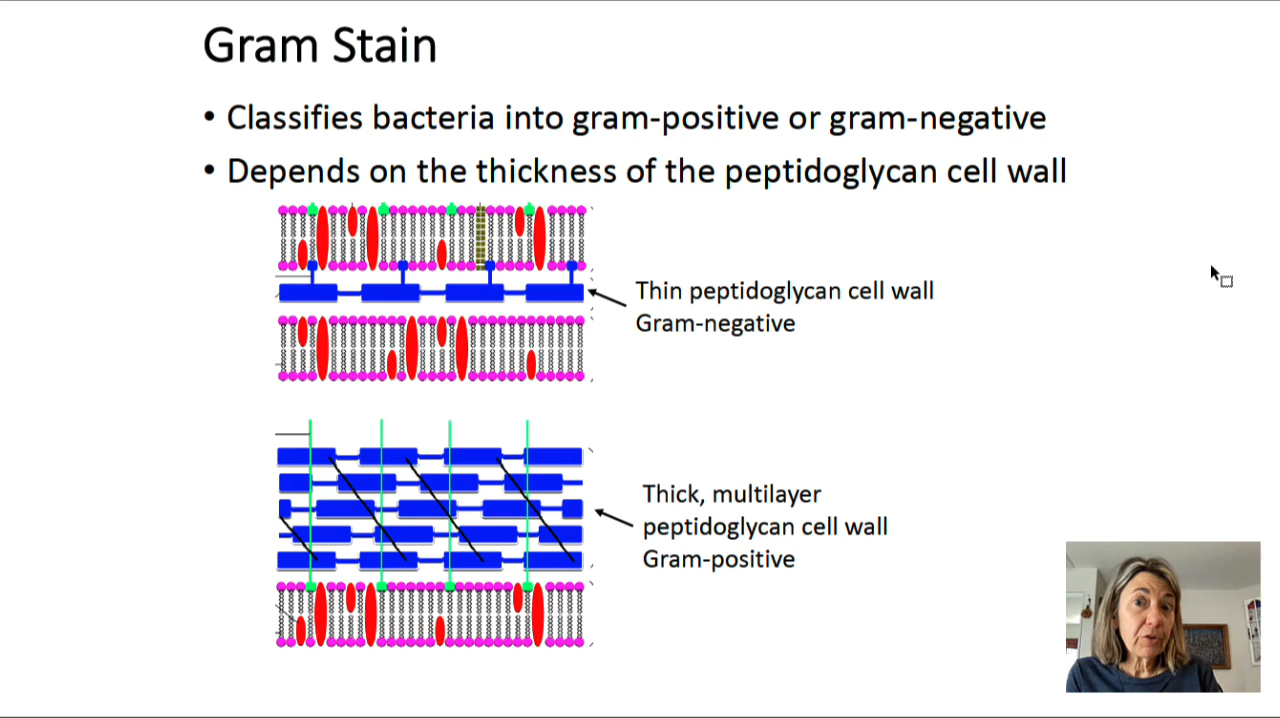 Gram Stain
• Classifies bacteria into gram-positive or gram-negative
• Depends on the thickness of the peptidoglycan cell wall
Thin peptidoglycan cell wall
Gram-negative
Thick, multilayer
peptidoglycan cell wall
Gram-positive